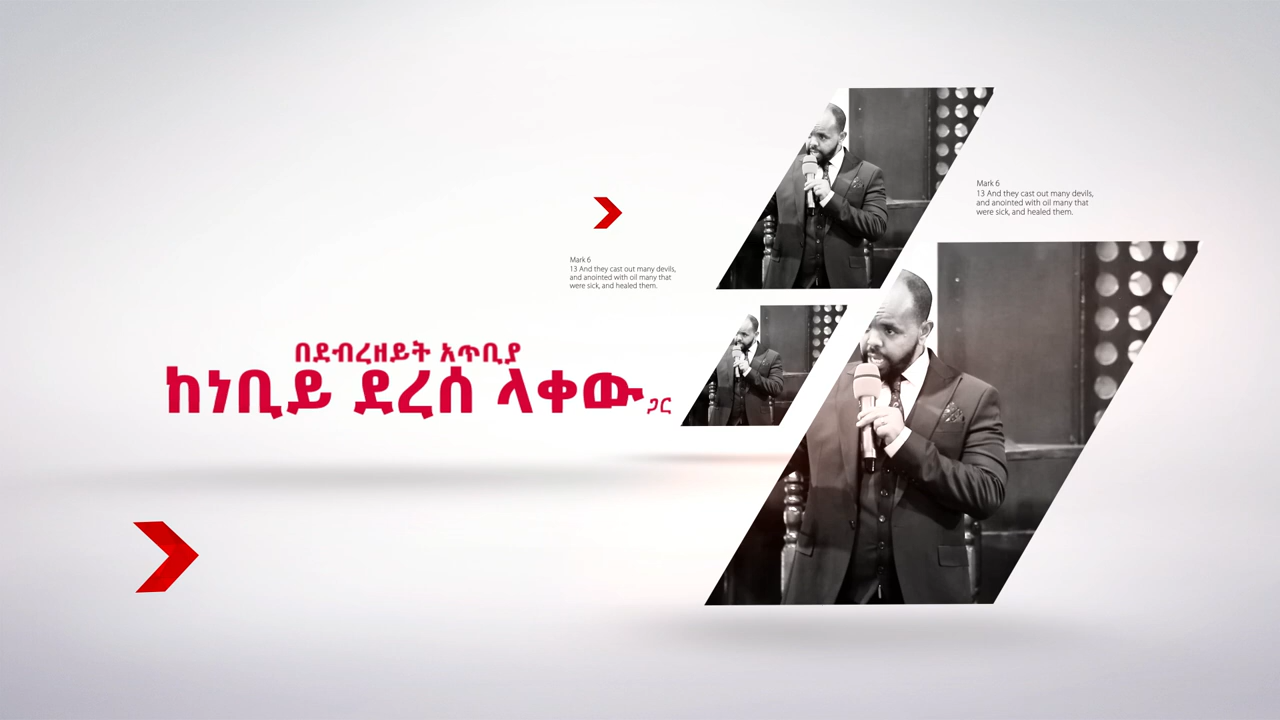 Mark 6
13 And they cast out many devils,
and anointed with oil many that
were sick, and healed them.
Mark 6
13 And they cast out many devils,
and anointed with oil many that
were sick, and healed them.
በደብረዘይት አጥቢያ
ከነቢይ ደረሰ ላቀው ጋር